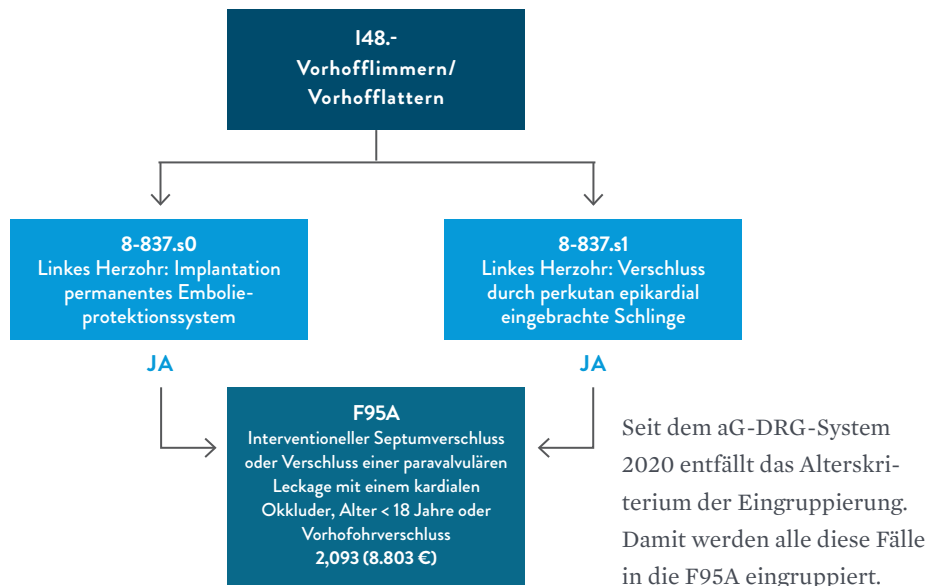 I48.-
Vorhofflimmern/
Vorhofflattern
8-837.s0
Linkes Herzohr: Implantation
permanentes Embolie-
protektionssystem
8-837.s1
Linkes Herzohr: Verschluss
durch perkutan epikardial
eingebrachte Schlinge
JA
JA
F95A
Interventioneller Septumverschluss
oder Verschluss einer paravalvulären
Leckage mit einem kardialen
Okkluder, Alter < 18 Jahre oder
Vorhofohrverschluss
2,093 (8.803 €)
Seit dem aG-DRG-System
2020 entfällt das Alterskri-
terium der Eingruppierung.
Damit werden alle diese Fälle
in die F95A eingruppiert.